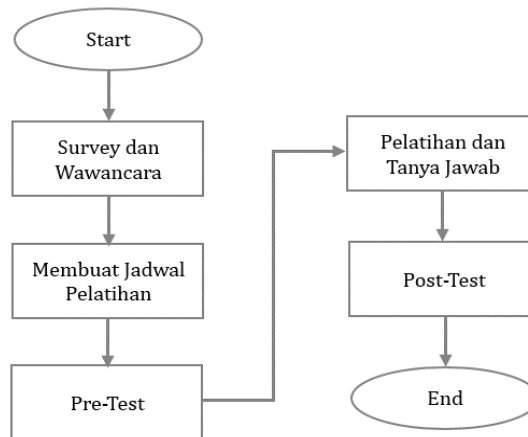 Start
Survey dan
Wawancara
Membuat Jadwal
Pelatihan
Pre-Test
Pelatihan dan
Tanya Jawab
Post-Test
End